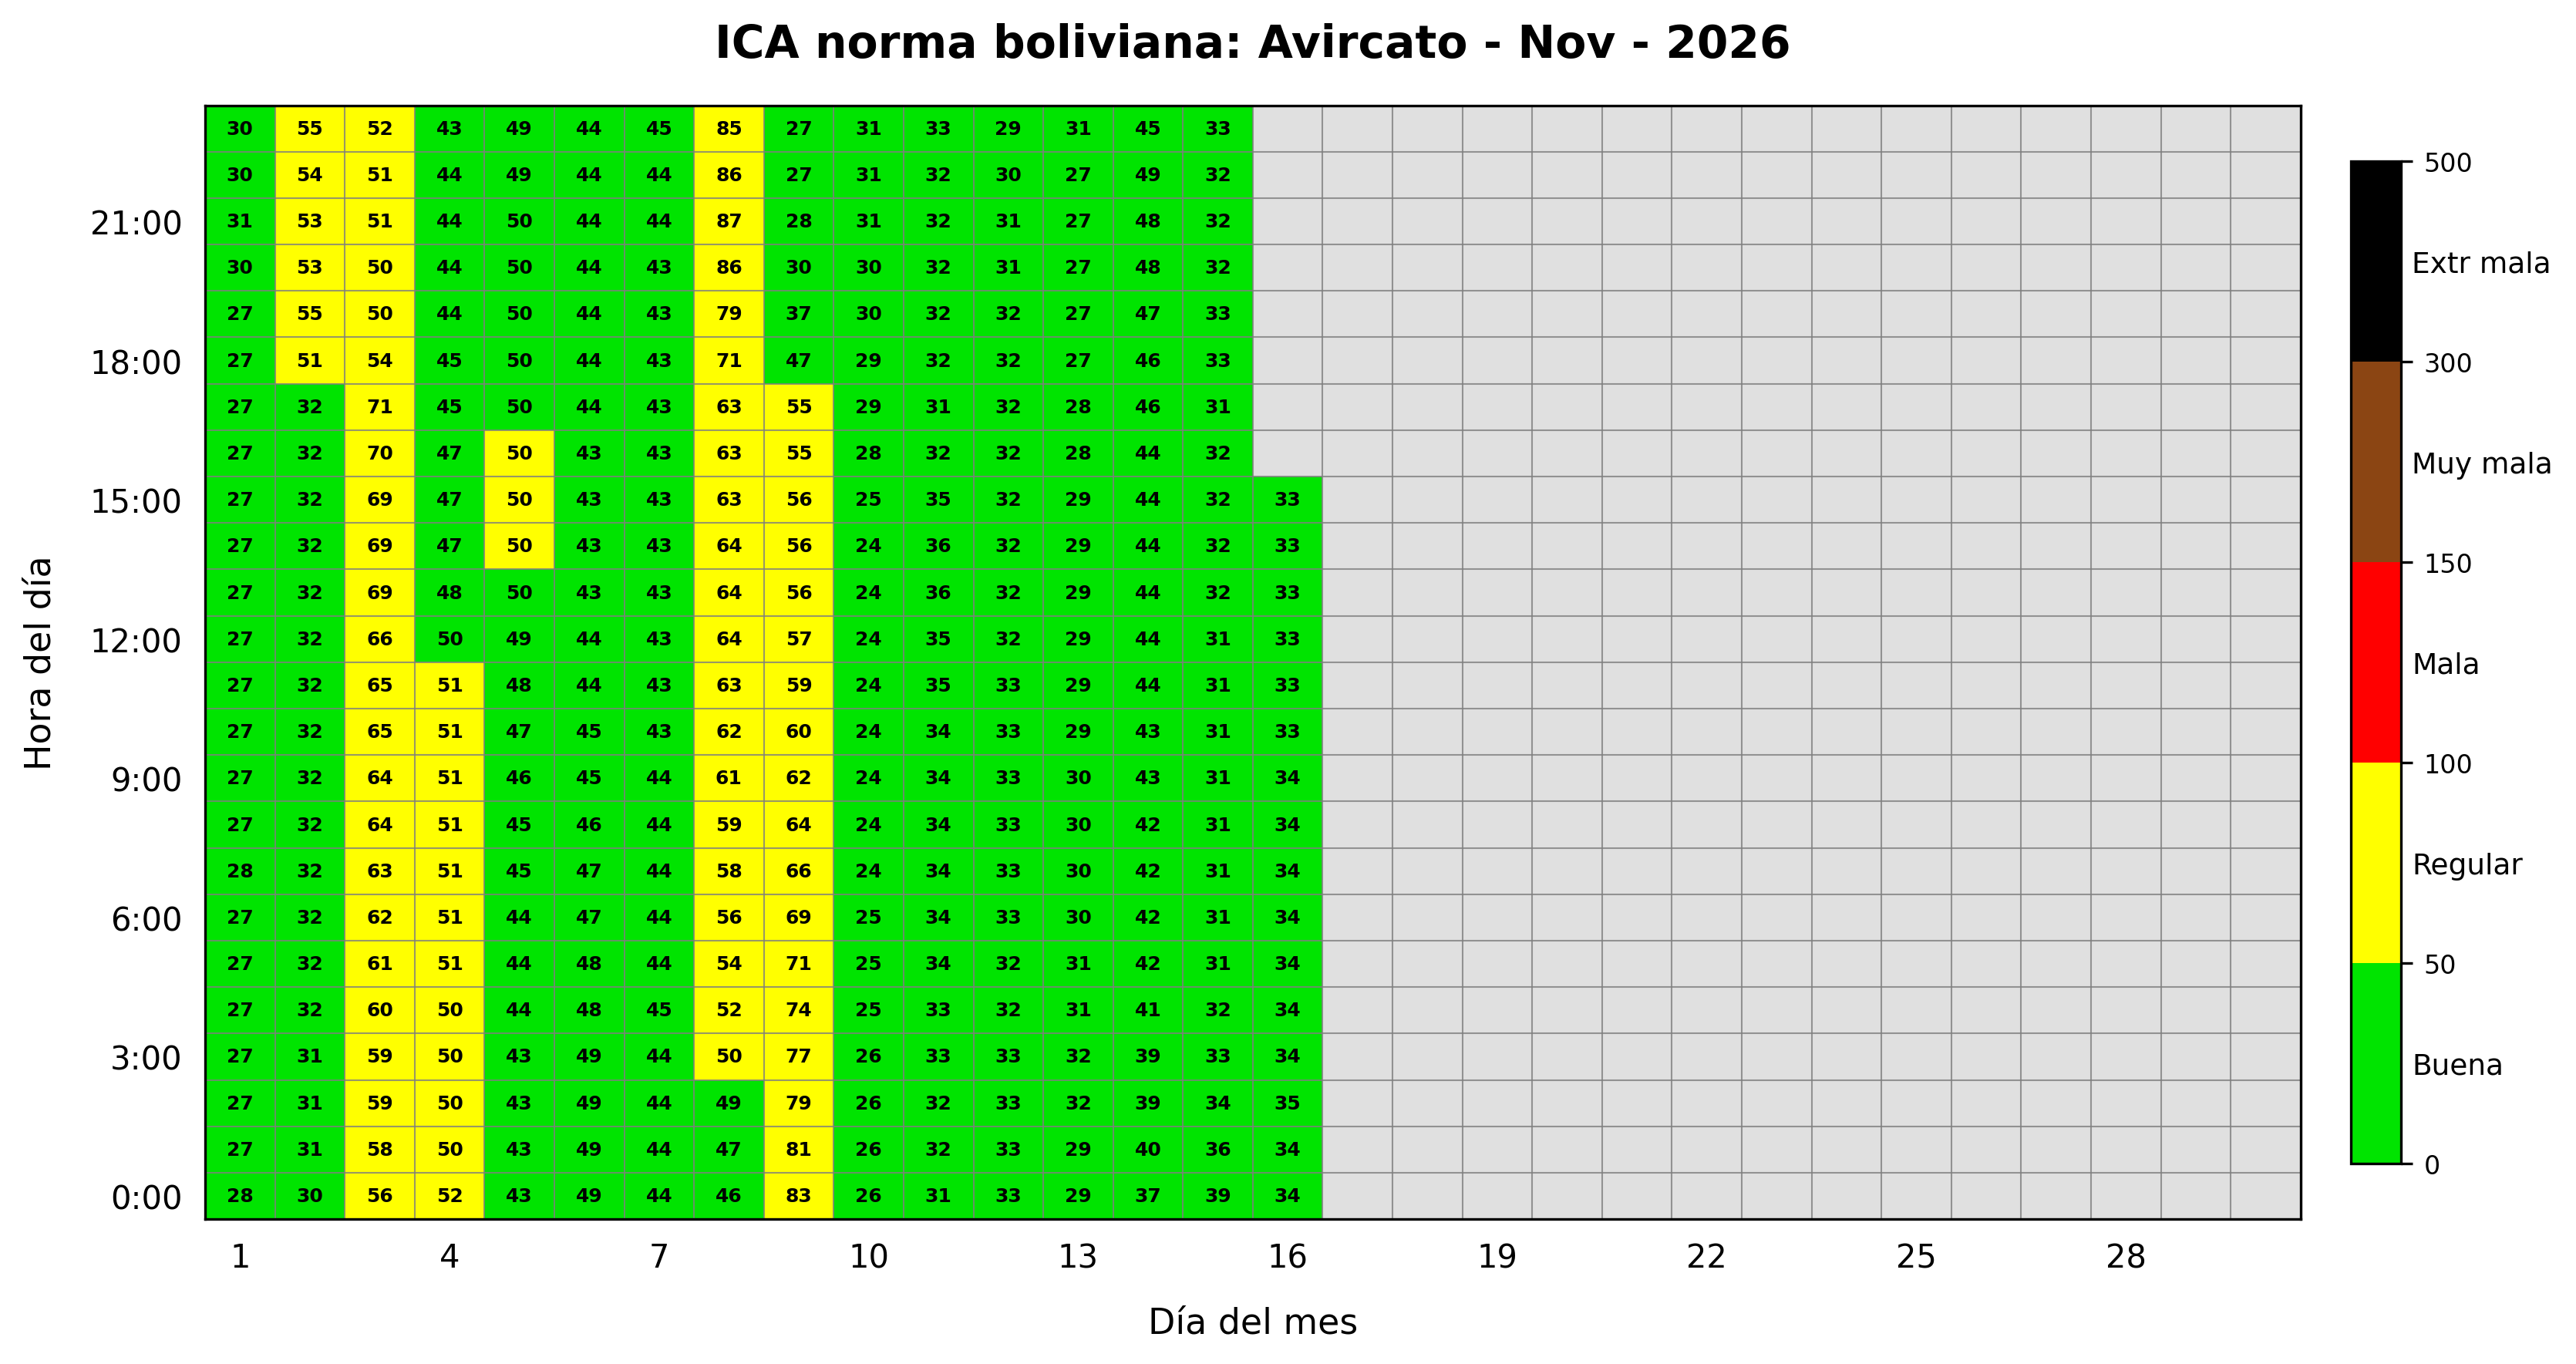 ICA norma boliviana: Avircato - Nov - 2026
30 55 52 43 49 44 45 85 27 31 33 29 31 45 33
30 54 51 44 49 44 44 86 27 31 32 30 27 49 32
21:00 31 53 51 44 50 44 44 87 28 31 32 31 27 48 32
30 53 50 44 50 44 43 86 30 30 32 31 27 48 32
27 55 50 44 50 44 43 79 37 30 32 32 27 47 33
18:00 27 51 54 45 50 44 43 71 47 29 32 32 27 46 33
27 32 71 45 50 44 43 63 55 29 31 32 28 46 31
27 32 70 47 50 43 43 63 55 28 32 32 28 44 32
15:00 27 32 69 47 50 43 43 63 56 25 35 32 29 44 32 33
27 32 69 47 50 43 43 64 56 24 36 32 29 44 32 33
27 32 69 48 50 43 43 64 56 24 36 32 29 44 32 33
12:00 27 32 66 50 49 44 43 64 57 24 35 32 29 44 31 33
27 32 65 51 48 44 43 63 59 24 35 33 29 44 31 33
27 32 65 51 47 45 43 62 60 24 34 33 29 43 31 33
9:00 27 32 64 51 46 45 44 61 62 24 34 33 30 43 31 34
27 32 64 51 45 46 44 59 64 24 34 33 30 42 31 34
28 32 63 51 45 47 44 58 66 24 34 33 30 42 31 34
6:00 27 32 62 51 44 47 44 56 69 25 34 33 30 42 31 34
27 32 61 51 44 48 44 54 71 25 34 32 31 42 31 34
27 32 60 50 44 48 45 52 74 25 33 32 31 41 32 34
3:00 27 31 59 50 43 49 44 50 77 26 33 33 32 39 33 34
27 31 59 50 43 49 44 49 79 26 32 33 32 39 34 35
27 31 58 50 43 49 44 47 81 26 32 33 29 40 36 34
0:00 28 30 56 52 43 49 44 46 83 26 31 33 29 37 39 34
1 4 7 10 13 16 19 22 25 28
Día del mes
Hora del día
500
Extr mala
300
Muy mala
150
Mala
100
Regular
50
Buena
0